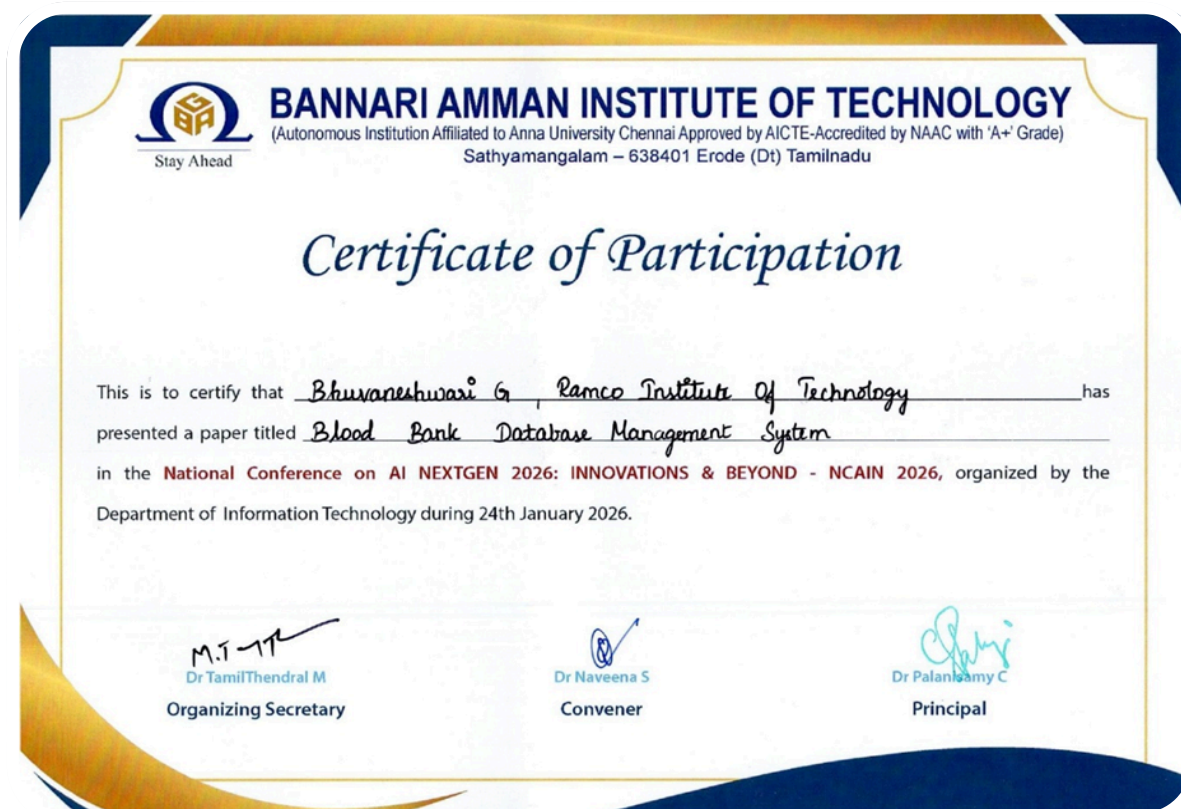 BANNARI AMMAN INSTITUTE OF TECHNOLOGY
(Autonomous Institution Affiliated to Anna University Chennai Approved by AICTE-Accredited by NAAC with ‘A+’ Grade)
Sathyamangalam – 638401 Erode (Dt) Tamilnadu
GBA
Stay Ahead
Certificate of Participation
This is to certify that Bhuvaneshwari G , Ramco Institute Of Technology has
presented a paper titled Blood Bank Database Management System
in the National Conference on AI NEXTGEN 2026: INNOVATIONS & BEYOND - NCAIN 2026, organized by the
Department of Information Technology during 24th January 2026.
Dr TamilThendral M
Organizing Secretary
Dr Naveena S
Convener
Dr Palanisamy C
Principal